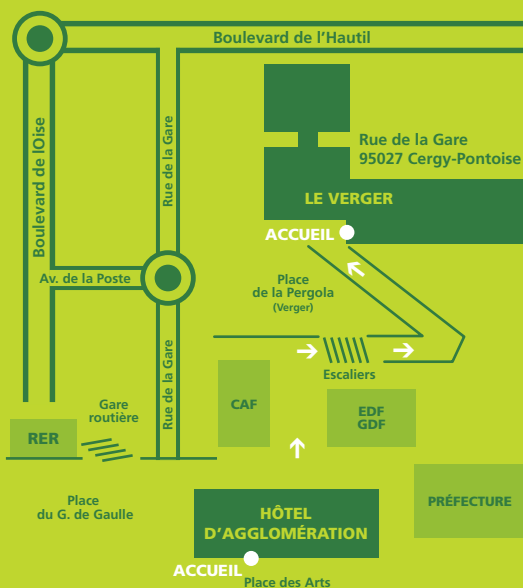 Boulevard de l'Hautil
Boulevard de lOise
Rue de la Gare
Rue de la Gare
95027 Cergy-Pontoise
LE VERGER
ACCUEIL
Av. de la Poste
Place
de la Pergola
(Verger)
Rue de la Gare
Escaliers
CAF
EDF
GDF
Gare
routière
RER
Place
du G. de Gaulle
PRÉFECTURE
HÔTEL
D'AGGLOMÉRATION
ACCUEIL
Place des Arts